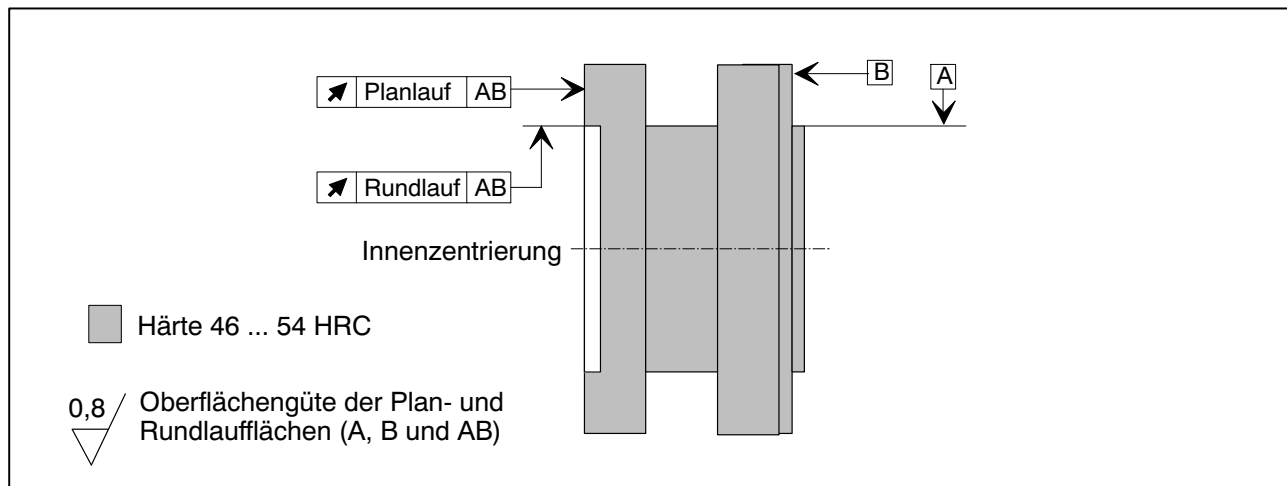 Planlauf AB
B
A
Rundlauf AB
Innenzentrierung
Härte 46 ... 54 HRC
0,8
Oberflächengüte der Plan- und
Rundlaufflächen (A, B und AB)